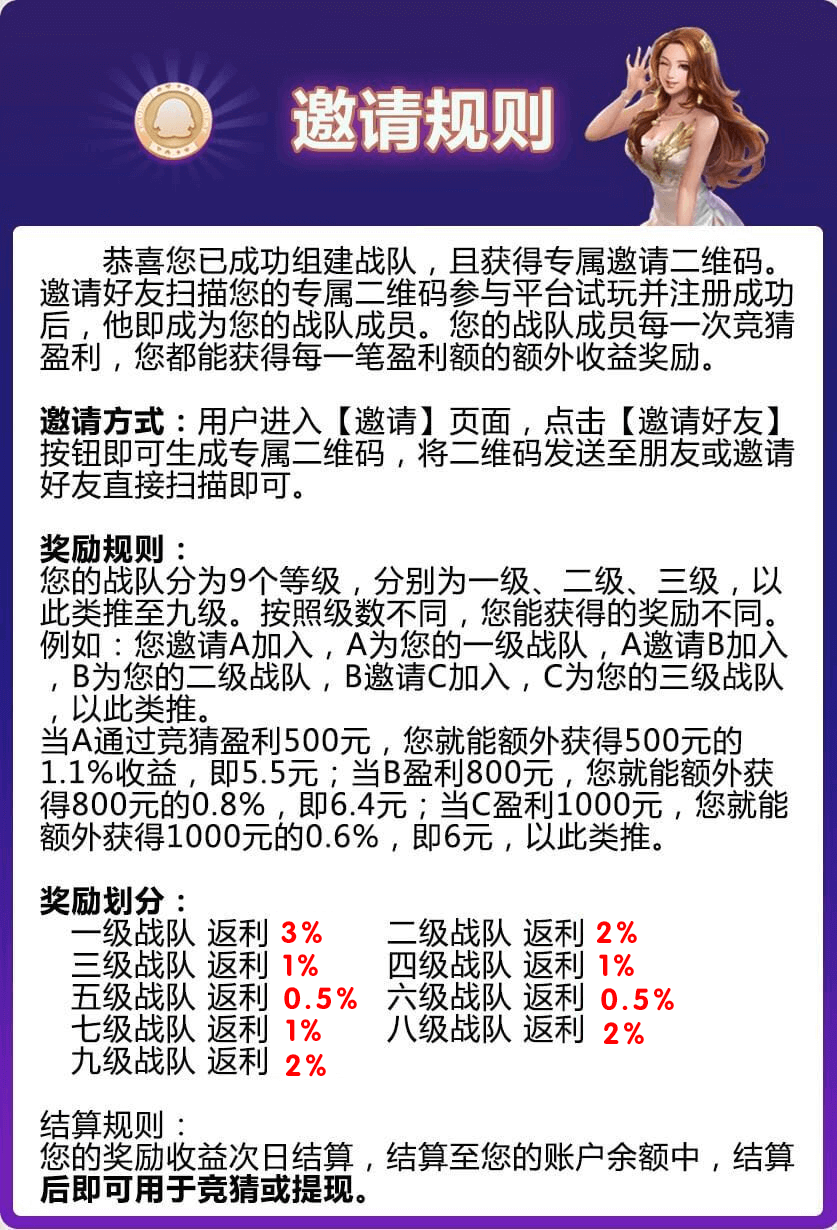 邀请规则
恭喜您已成功组建战队，且获得专属邀请二维码。
邀请好友扫描您的专属二维码参与平台试玩并注册成功
后，他即成为您的战队成员。您的战队成员每一次竞猜
盈利，您都能获得每一笔盈利额的额外收益奖励。
邀请方式：用户进入【邀请】页面，点击【邀请好友】
按钮即可生成专属二维码，将二维码发送至朋友或邀请
好友直接扫描即可。
奖励规则：
您的战队分为9个等级，分别为一级、二级、三级，以
此类推至九级。按照级数不同，您能获得的奖励不同。
例如：您邀请A加入，A为您的一级战队，A邀请B加入
，B为您的二级战队，B邀请C加入，C为您的三级战队
，以此类推。
当A通过竞猜盈利500元，您就能额外获得500元的
1.1%收益，即5.5元；当B盈利800元，您就能额外获
得800元的0.8%，即6.4元；当C盈利1000元，您就能
额外获得1000元的0.6%，即6元，以此类推。
奖励划分：
一级战队 返利 3% 二级战队 返利 2%
三级战队 返利 1% 四级战队 返利 1%
五级战队 返利 0.5% 六级战队 返利 0.5%
七级战队 返利 1% 八级战队 返利 2%
九级战队 返利 2%
结算规则：
您的奖励收益次日结算，结算至您的账户余额中，结算
后即可用于竞猜或提现。